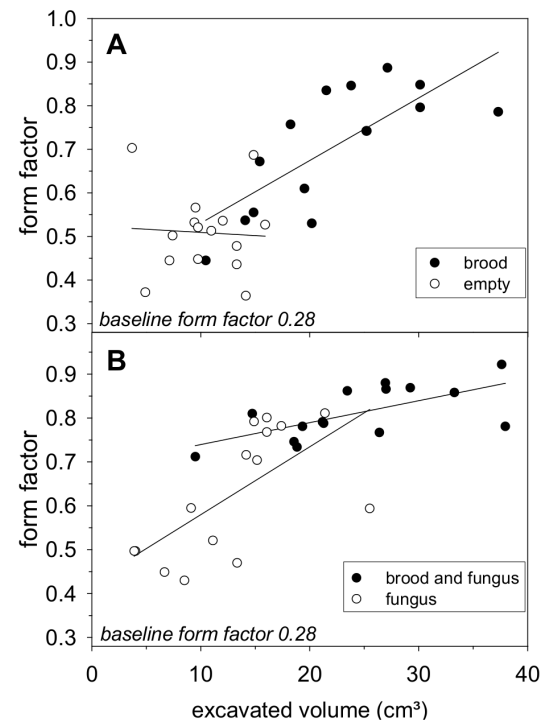 1.0
A
0.9
0.8
0.7
form factor
0.6
0.5
0.4
0.3
brood
empty
baseline form factor 0.28
B
0.9
0.8
0.7
form factor
0.6
0.5
0.4
0.3
brood and fungus
fungus
baseline form factor 0.28
0 10 20 30 40
excavated volume (cm³)